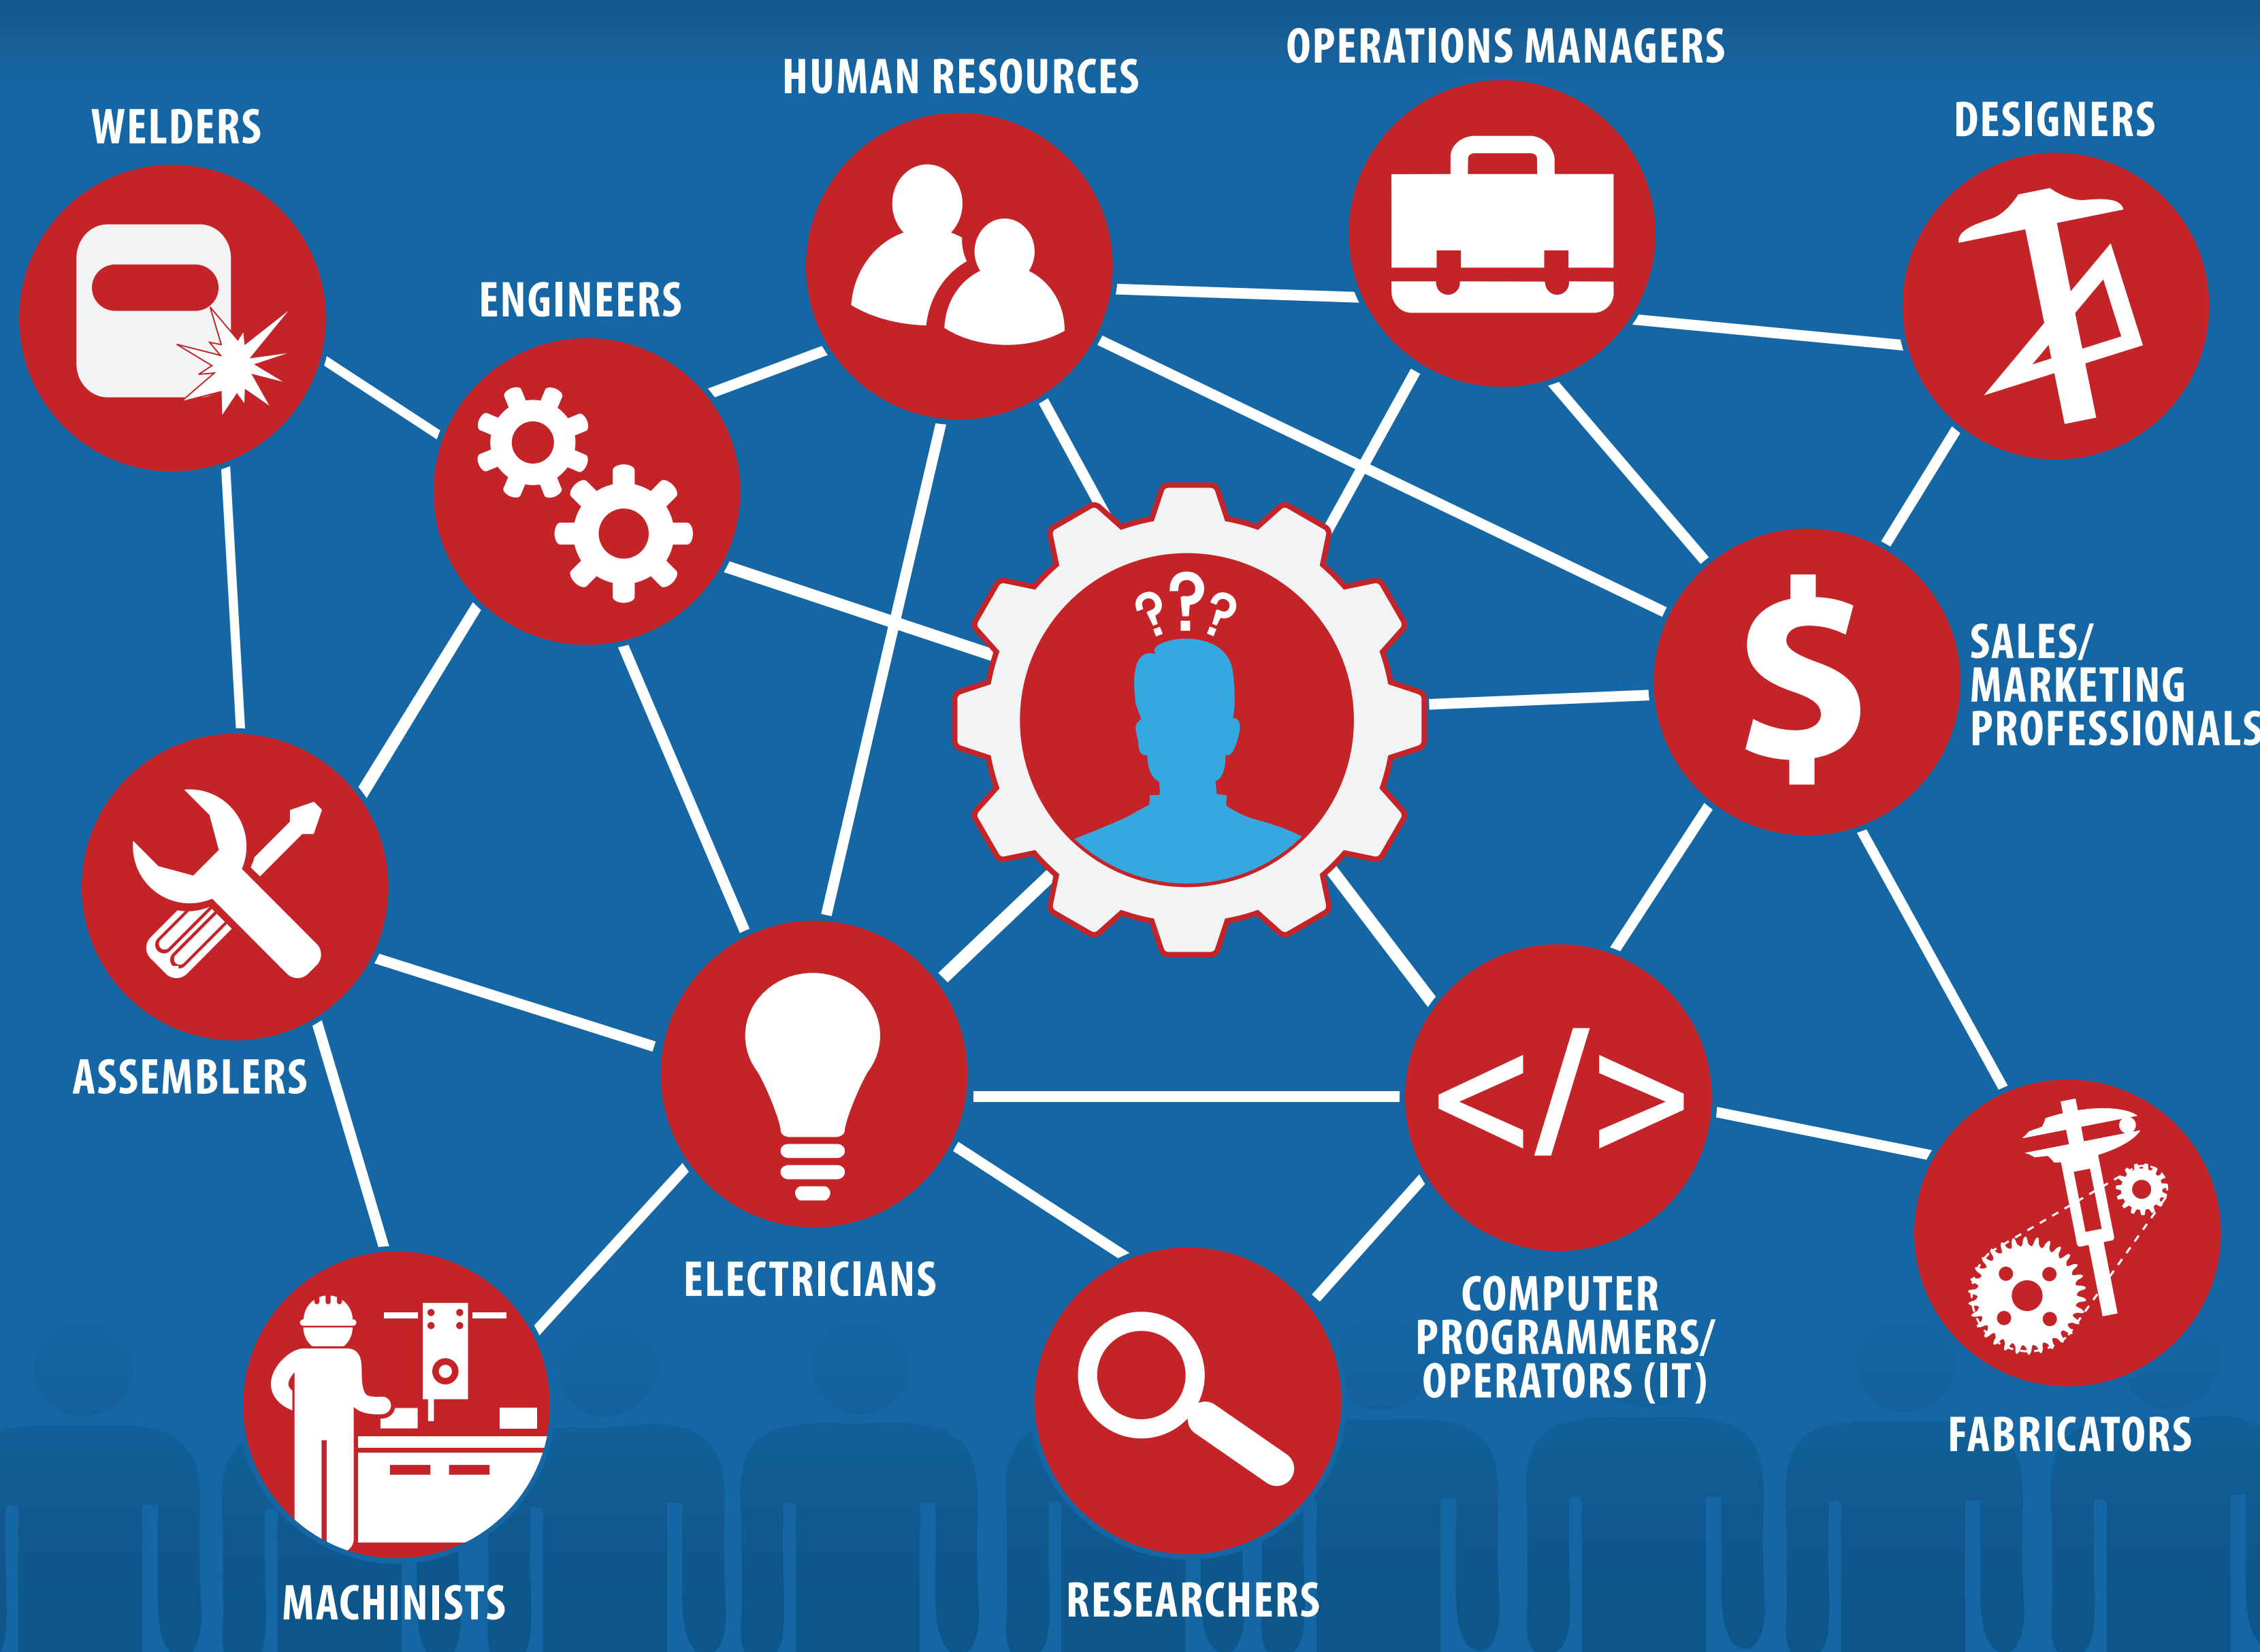 OPERATIONS MANAGERS
HUMAN RESOURCES
DESIGNERS
WELDERS
ENGINEERS
? ? ?
$
SALES/
MARKETING
PROFESSIONALS
</>
ASSEMBLERS
ELECTRICIANS
COMPUTER
PROGRAMMERS/
OPERATORS (IT)
FABRICATORS
MACHINISTS
RESEARCHERS